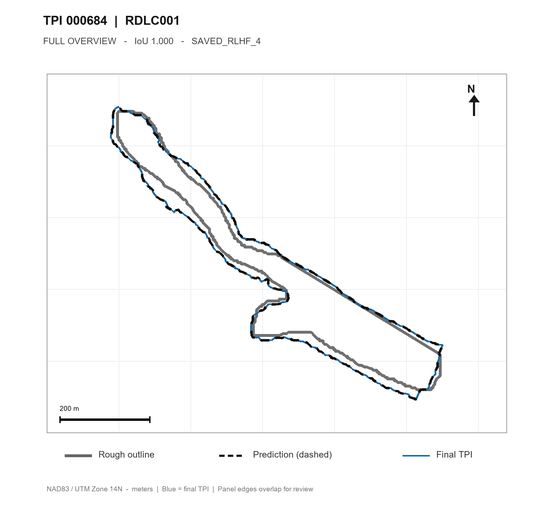 TPI 000684 | RDLC001
FULL OVERVIEW - IoU 1.000 - SAVED_RLHF_4
N
200 m
Rough outline Prediction (dashed) Final TPI
NAD83 / UTM Zone 14N - meters | Blue = final TPI | Panel edges overlap for review